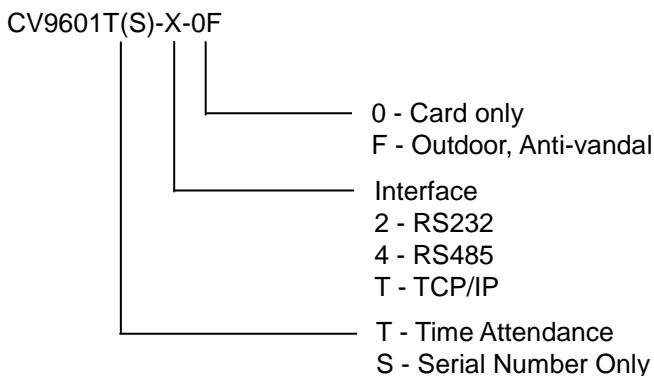 CV9601T(S)-X-0F
0 - Card only
F - Outdoor, Anti-vandal
Interface
2 - RS232
4 - RS485
T - TCP/IP
T - Time Attendance
S - Serial Number Only